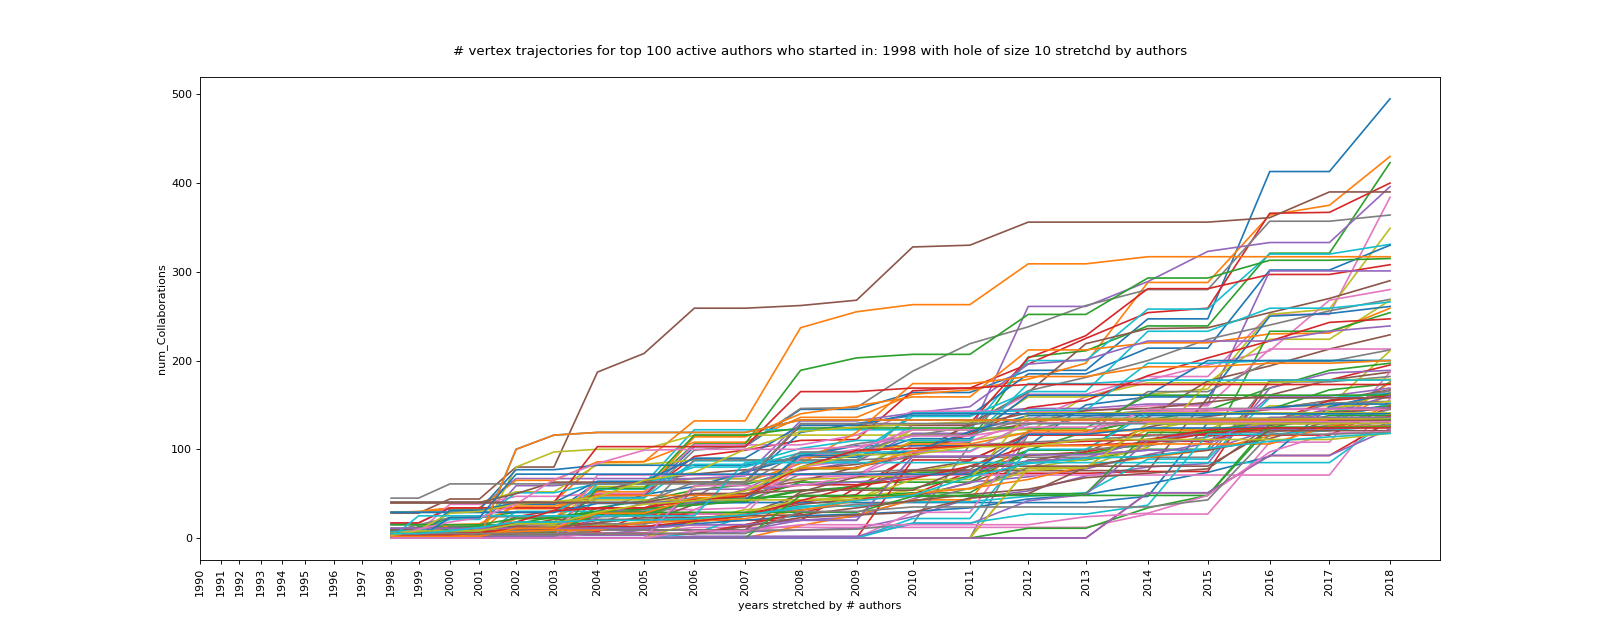 # vertex trajectories for top 100 active authors who started in: 1998 with hole of size 10 stretchd by authors
500
400
300
200
100
0
num_Collaborations
1990 1991 1992 1993 1994 1995 1996 1997 1998 1999 2000 2001 2002 2003 2004 2005 2006 2007 2008 2009 2010 2011 2012 2013 2014 2015 2016 2017 2018
years stretched by # authors